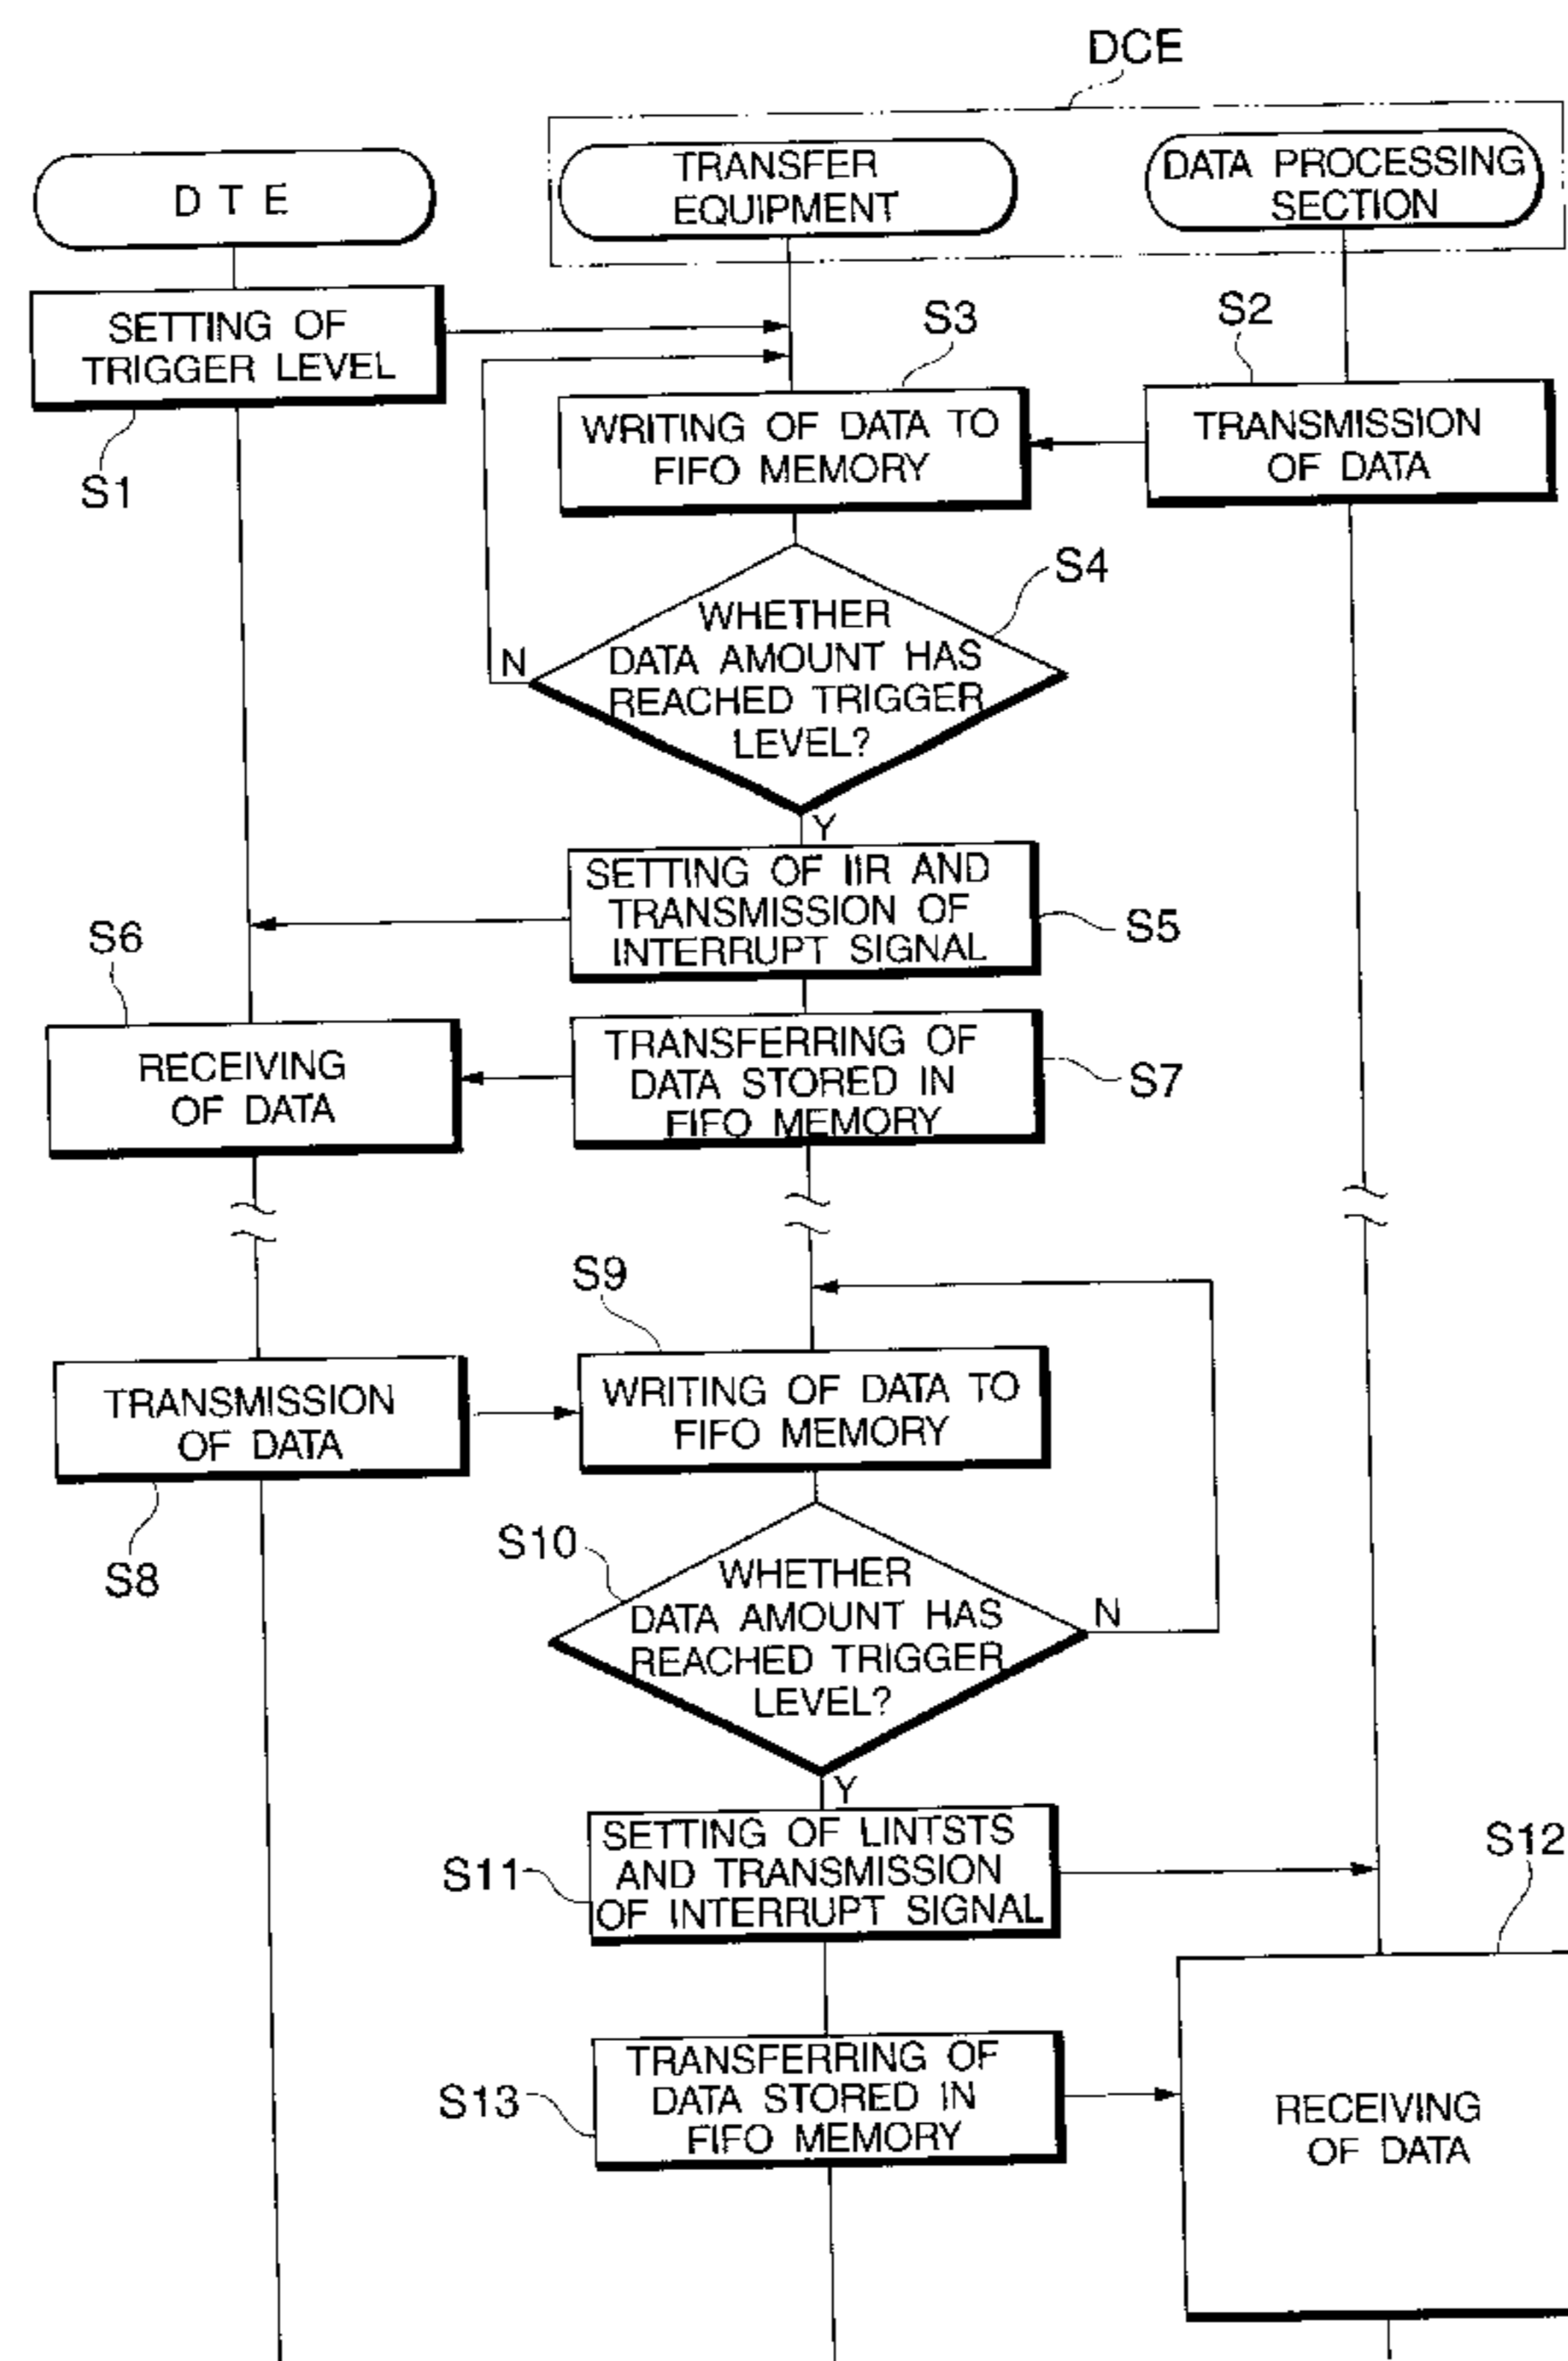 DCE
D T E
TRANSFER
EQUIPMENT
DATA PROCESSING
SECTION
SETTING OF
TRIGGER LEVEL
S1
S3
S2
WRITING OF DATA TO
FIFO MEMORY
TRANSMISSION
OF DATA
S4
WHETHER
DATA AMOUNT HAS
REACHED TRIGGER
LEVEL?
N
Y
SETTING OF IIR AND
TRANSMISSION OF
INTERRUPT SIGNAL
S5
S6
RECEIVING
OF DATA
TRANSFERRING OF
DATA STORED IN
FIFO MEMORY
S7
S9
TRANSMISSION
OF DATA
S8
WRITING OF DATA TO
FIFO MEMORY
S10
WHETHER
DATA AMOUNT HAS
REACHED TRIGGER
LEVEL?
N
Y
SETTING OF LINTSTS
AND TRANSMISSION
OF INTERRUPT SIGNAL
S11
S12
TRANSFERRING OF
DATA STORED IN
FIFO MEMORY
S13
RECEIVING
OF DATA